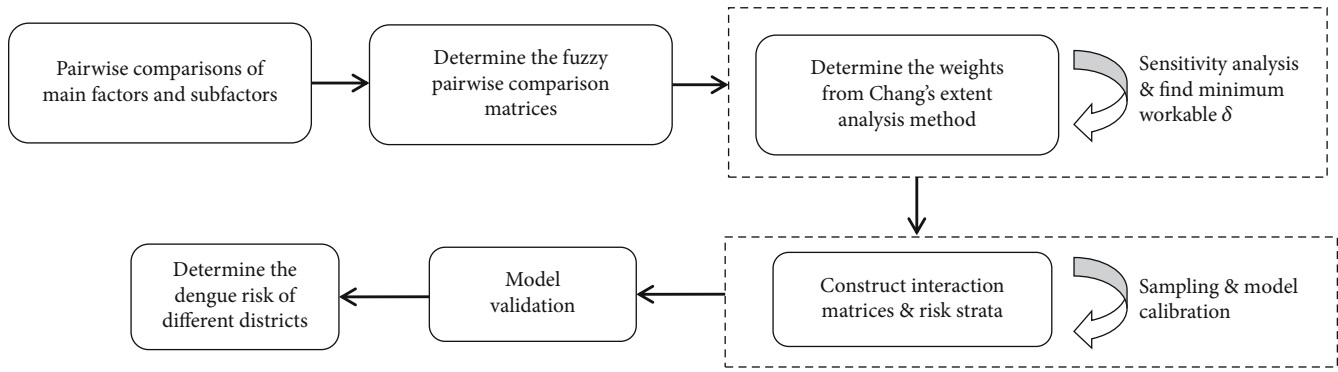 Pairwise comparisons of
main factors and subfactors
Determine the fuzzy
pairwise comparison
matrices
Determine the weights
from Chang's extent
analysis method
Sensitivity analysis
& find minimum
workable δ
Construct interaction
matrices & risk strata
Sampling & model
calibration
Model
validation
Determine the
dengue risk of
different districts